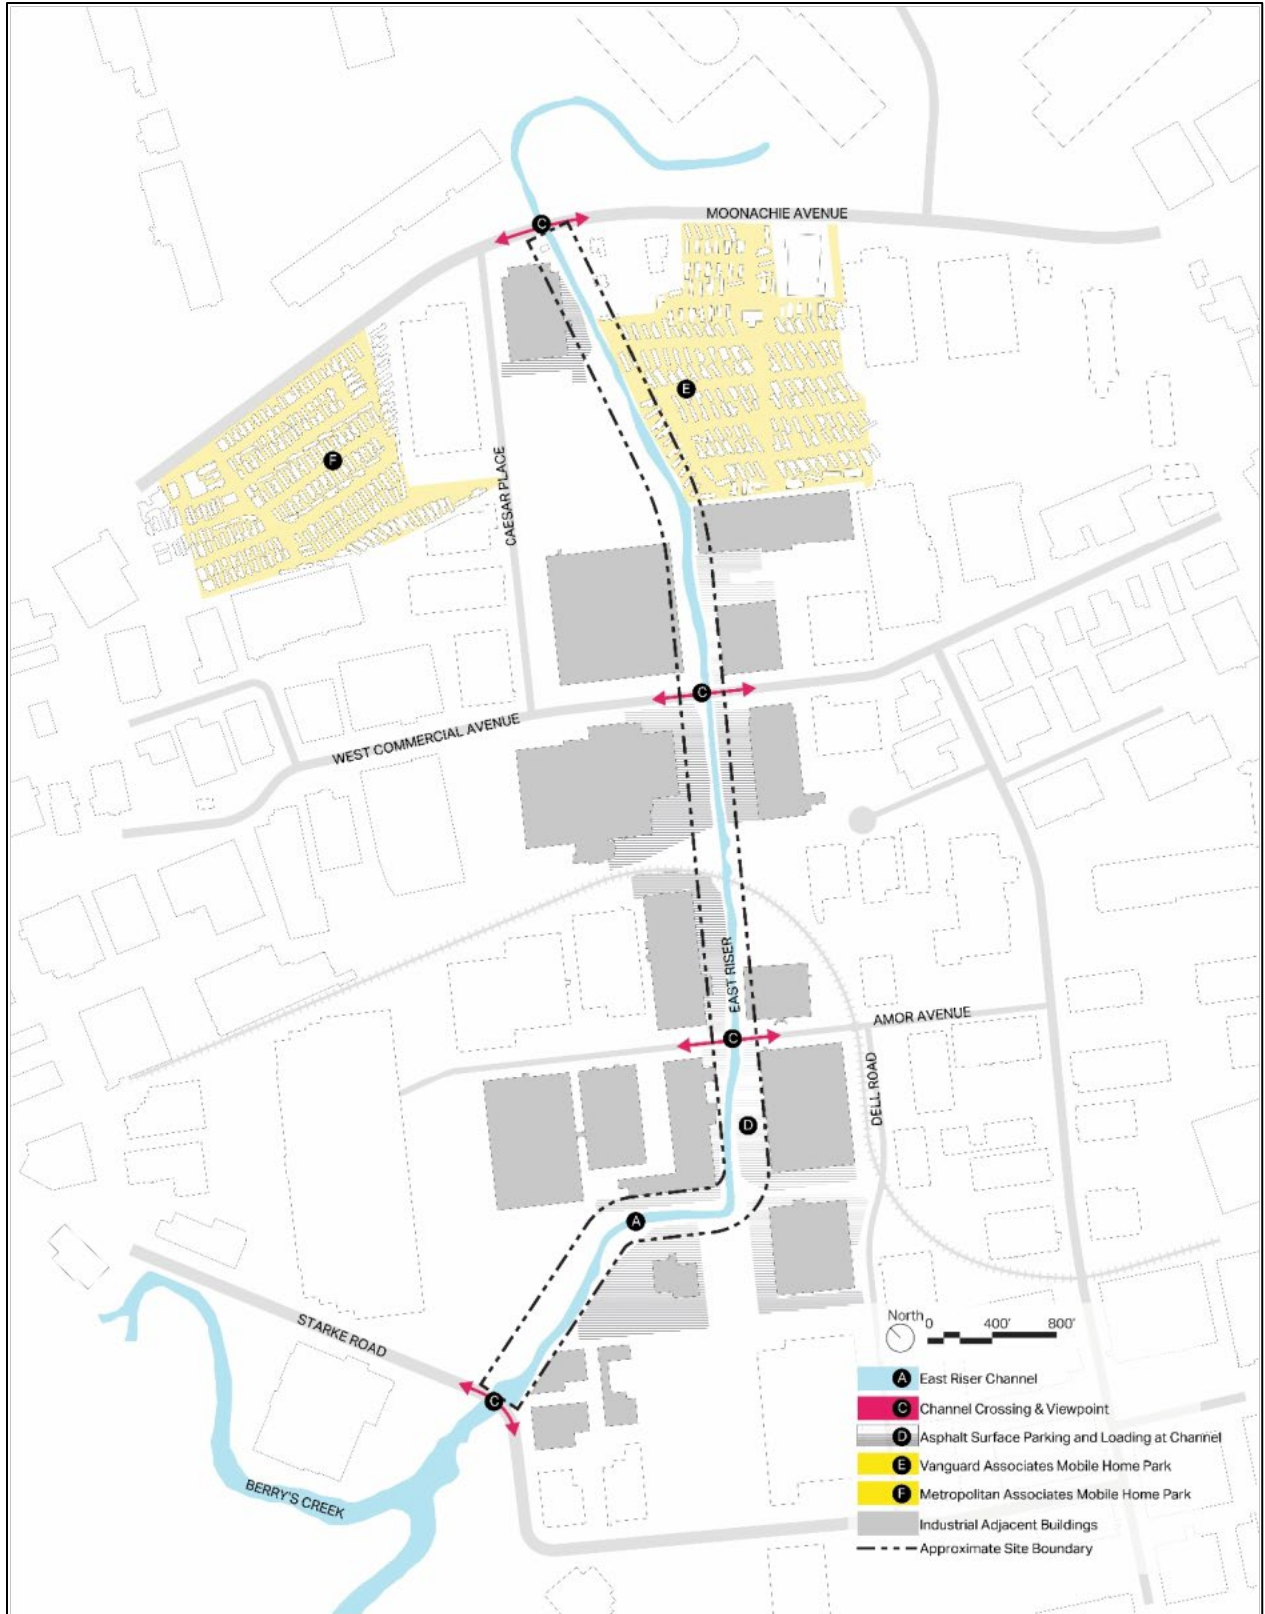 C
MOONACHIE AVENUE
E
F
CAESAR PLACE
C
WEST COMMERCIAL AVENUE
EAST RISER
C
AMOR AVENUE
DELL ROAD
D
A
STARKE ROAD
C
BERRY'S CREEK
North 0 400' 800'
A East Riser Channel
C Channel Crossing & Viewpoint
D Asphalt Surface Parking and Loading at Channel
E Vanguard Associates Mobile Home Park
F Metropolitan Associates Mobile Home Park
Industrial Adjacent Buildings
Approximate Site Boundary